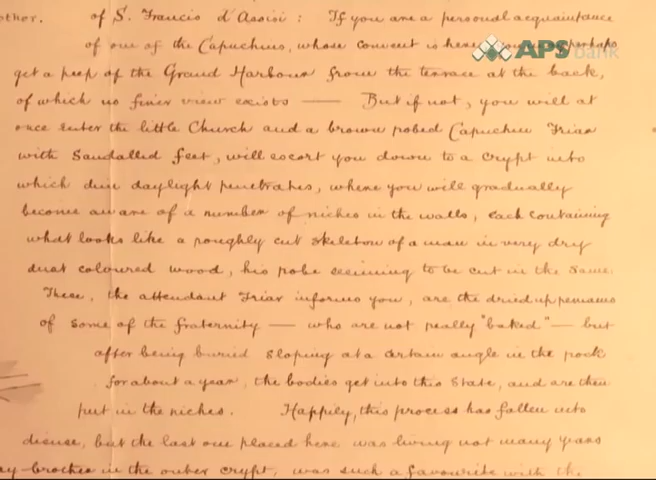 other. of S. Francis d'Assisi: If you are a personal acquaintance
of one of the Capuchins, whose convent is here, you may perhaps
APS bank
get a peep of the Grand Harbour from the terrace at the back,
of which no finer view exists — But if not, you will at
once enter the little Church and a brown robed Capuchin Friar
with Sandalled feet, will escort you down to a crypt into
which dim daylight penetrates, where you will gradually
become aware of a number of niches in the walls, each containing
what looks like a roughly cut skeleton of a man in very dry
dust coloured wood, his robe seeming to be cut in the same.
These, the attendant Friar informs you, are the dried up remains
of some of the fraternity — who are not really "baked" — but
after being buried sloping at a certain angle in the rock
for about a year, the bodies get into this State, and are then
put in the niches. Happily, this process has fallen into
disuse, but the last one placed here was living not many years
ay-brother in the outer crypt, was such a favourite with the